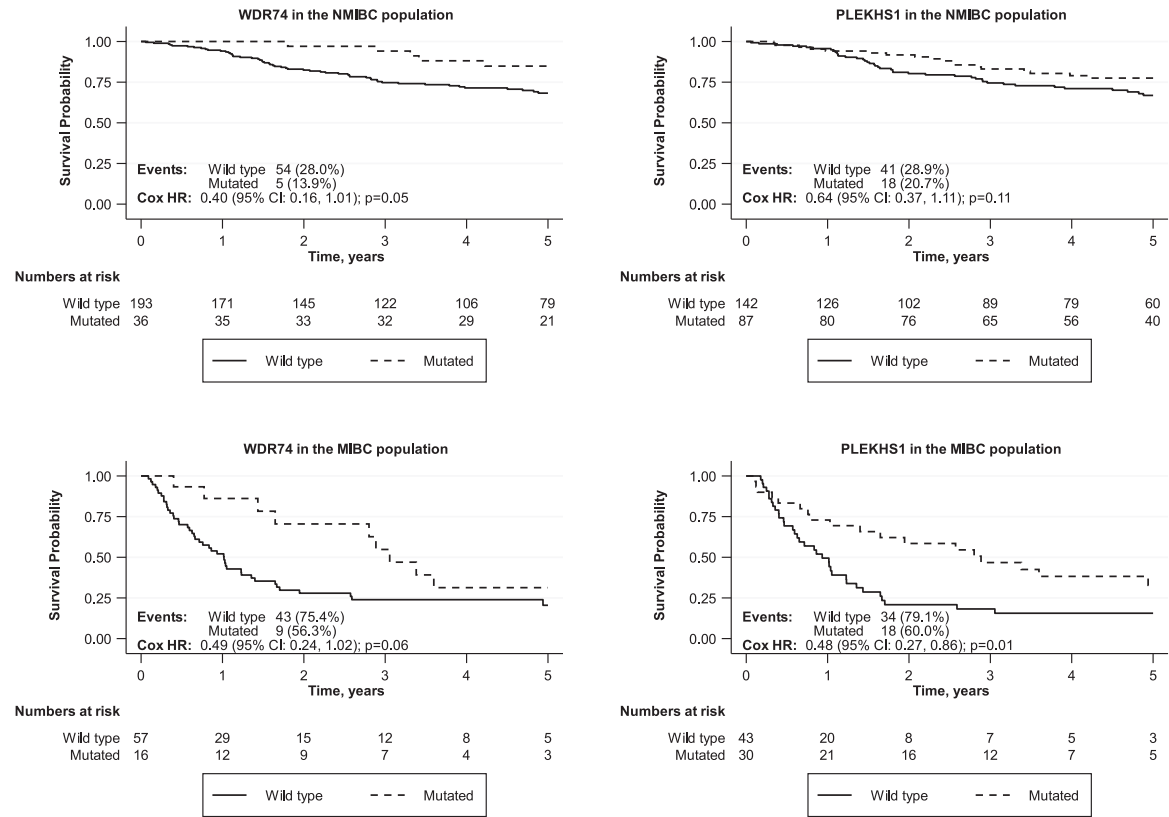 WDR74 in the NMIBC population
1.00
0.75
0.50
0.25
0.00
Survival Probability
Events: Wild type 54 (28.0%)
Mutated 5 (13.9%)
Cox HR: 0.40 (95% CI: 0.16, 1.01); p=0.05
0 1 2 3 4 5
Time, years
Numbers at risk
Wild type 193 171 145 122 106 79
Mutated 36 35 33 32 29 21
Wild type Mutated
PLEKHS1 in the NMIBC population
1.00
0.75
0.50
0.25
0.00
Survival Probability
Events: Wild type 41 (28.9%)
Mutated 18 (20.7%)
Cox HR: 0.64 (95% CI: 0.37, 1.11); p=0.11
0 1 2 3 4 5
Time, years
Numbers at risk
Wild type 142 126 102 89 79 60
Mutated 87 80 76 65 56 40
Wild type Mutated
WDR74 in the MIBC population
1.00
0.75
0.50
0.25
0.00
Survival Probability
Events: Wild type 43 (75.4%)
Mutated 9 (56.3%)
Cox HR: 0.49 (95% CI: 0.24, 1.02); p=0.06
0 1 2 3 4 5
Time, years
Numbers at risk
Wild type 57 29 15 12 8 5
Mutated 16 12 9 7 4 3
Wild type Mutated
PLEKHS1 in the MIBC population
1.00
0.75
0.50
0.25
0.00
Survival Probability
Events: Wild type 34 (79.1%)
Mutated 18 (60.0%)
Cox HR: 0.48 (95% CI: 0.27, 0.86); p=0.01
0 1 2 3 4 5
Time, years
Numbers at risk
Wild type 43 20 8 7 5 3
Mutated 30 21 16 12 7 5
Wild type Mutated